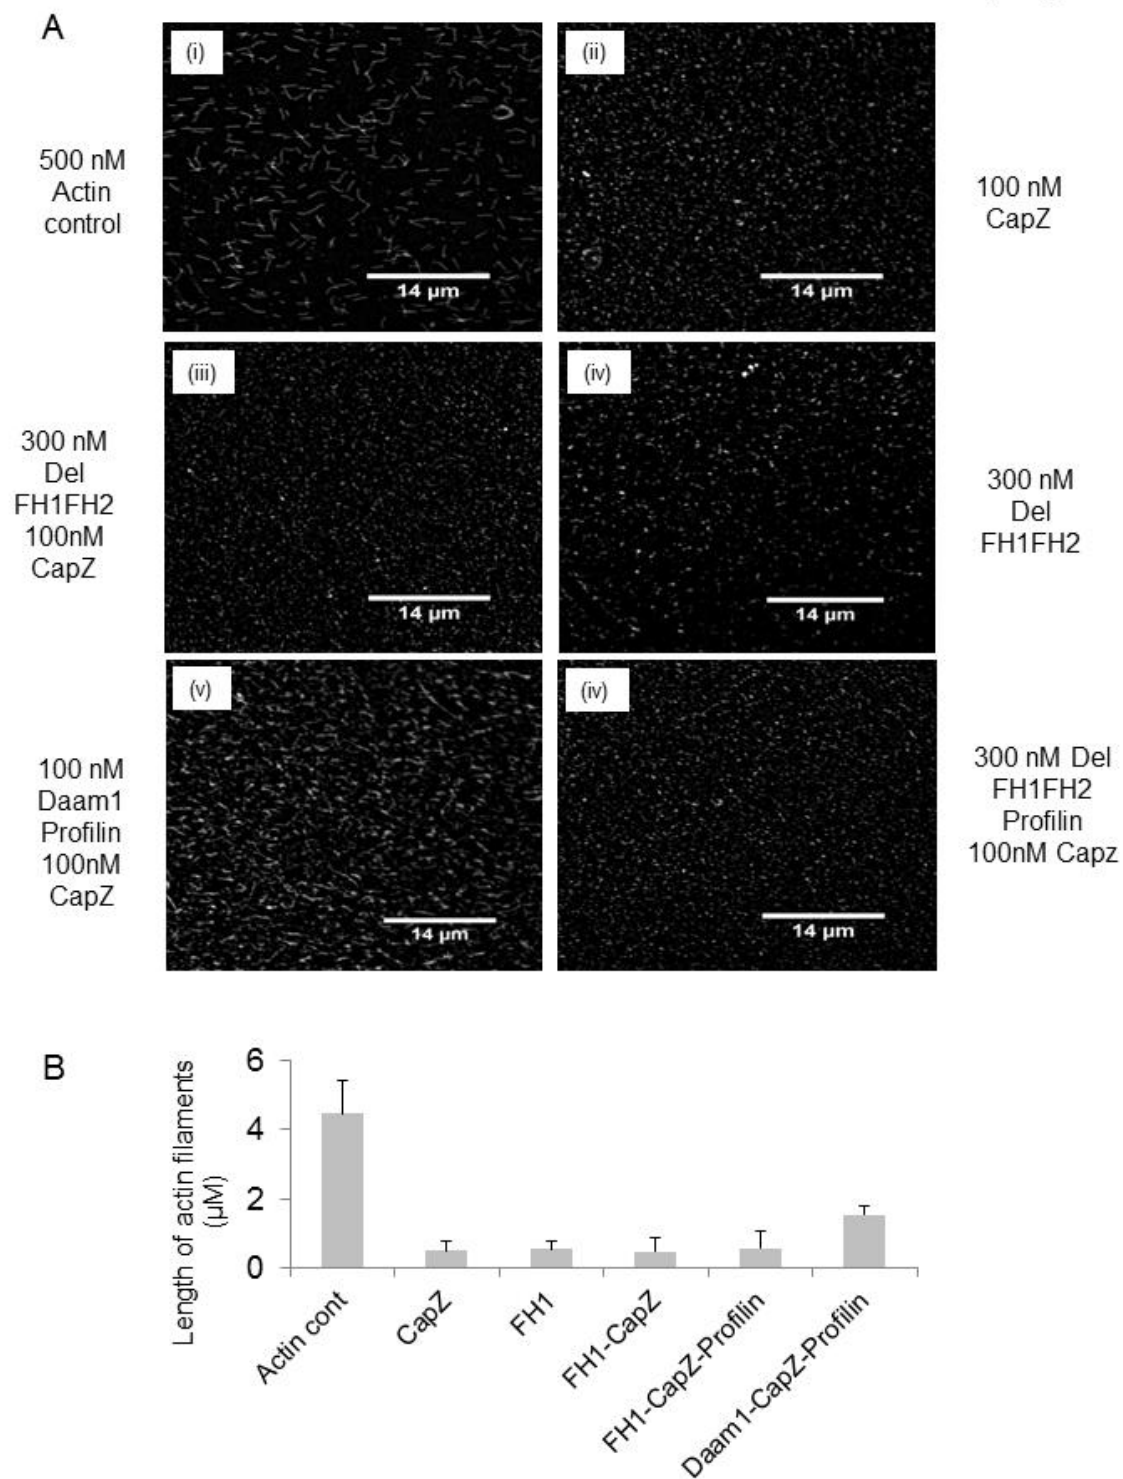 A
(i)
(ii)
500 nM
Actin
control
14 µm
14 µm
100 nM
CapZ
(iii)
(iv)
300 nM
Del
FH1FH2
100nM
CapZ
14 µm
14 µm
300 nM
Del
FH1FH2
(v)
(iv)
100 nM
Daam1
Profilin
100nM
CapZ
14 µm
14 µm
300 nM Del
FH1FH2
Profilin
100nM Capz
B
Length of actin filaments
(µM)
6
4
2
0
Actin cont
CapZ
FH1
FH1-CapZ
FH1-CapZ-Profilin
Daam1-CapZ-Profilin